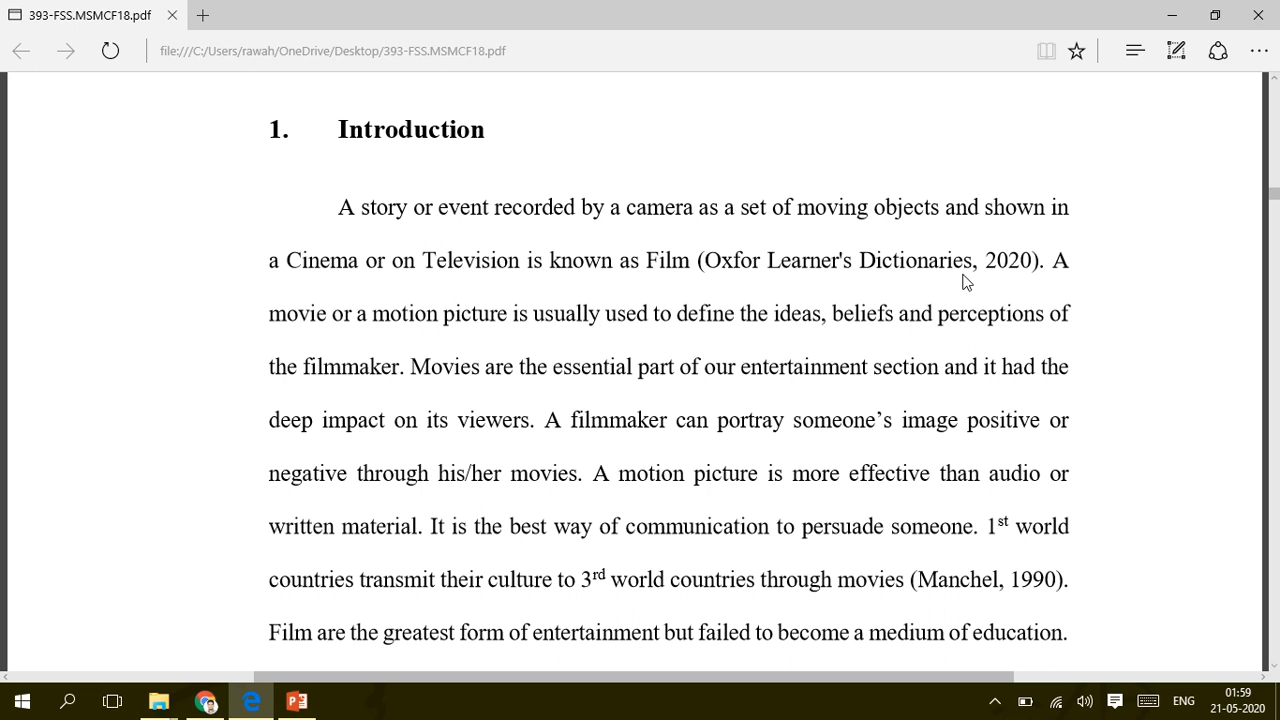 393-FSS.MSMCF18.pdf
file:///C:/Users/rawah/OneDrive/Desktop/393-FSS.MSMCF18.pdf
1. Introduction
A story or event recorded by a camera as a set of moving objects and shown in
a Cinema or on Television is known as Film (Oxfor Learner's Dictionaries, 2020). A
movie or a motion picture is usually used to define the ideas, beliefs and perceptions of
the filmmaker. Movies are the essential part of our entertainment section and it had the
deep impact on its viewers. A filmmaker can portray someone’s image positive or
negative through his/her movies. A motion picture is more effective than audio or
written material. It is the best way of communication to persuade someone. 1st world
countries transmit their culture to 3rd world countries through movies (Manchel, 1990).
Film are the greatest form of entertainment but failed to become a medium of education.
ENG
01:59
21-05-2020